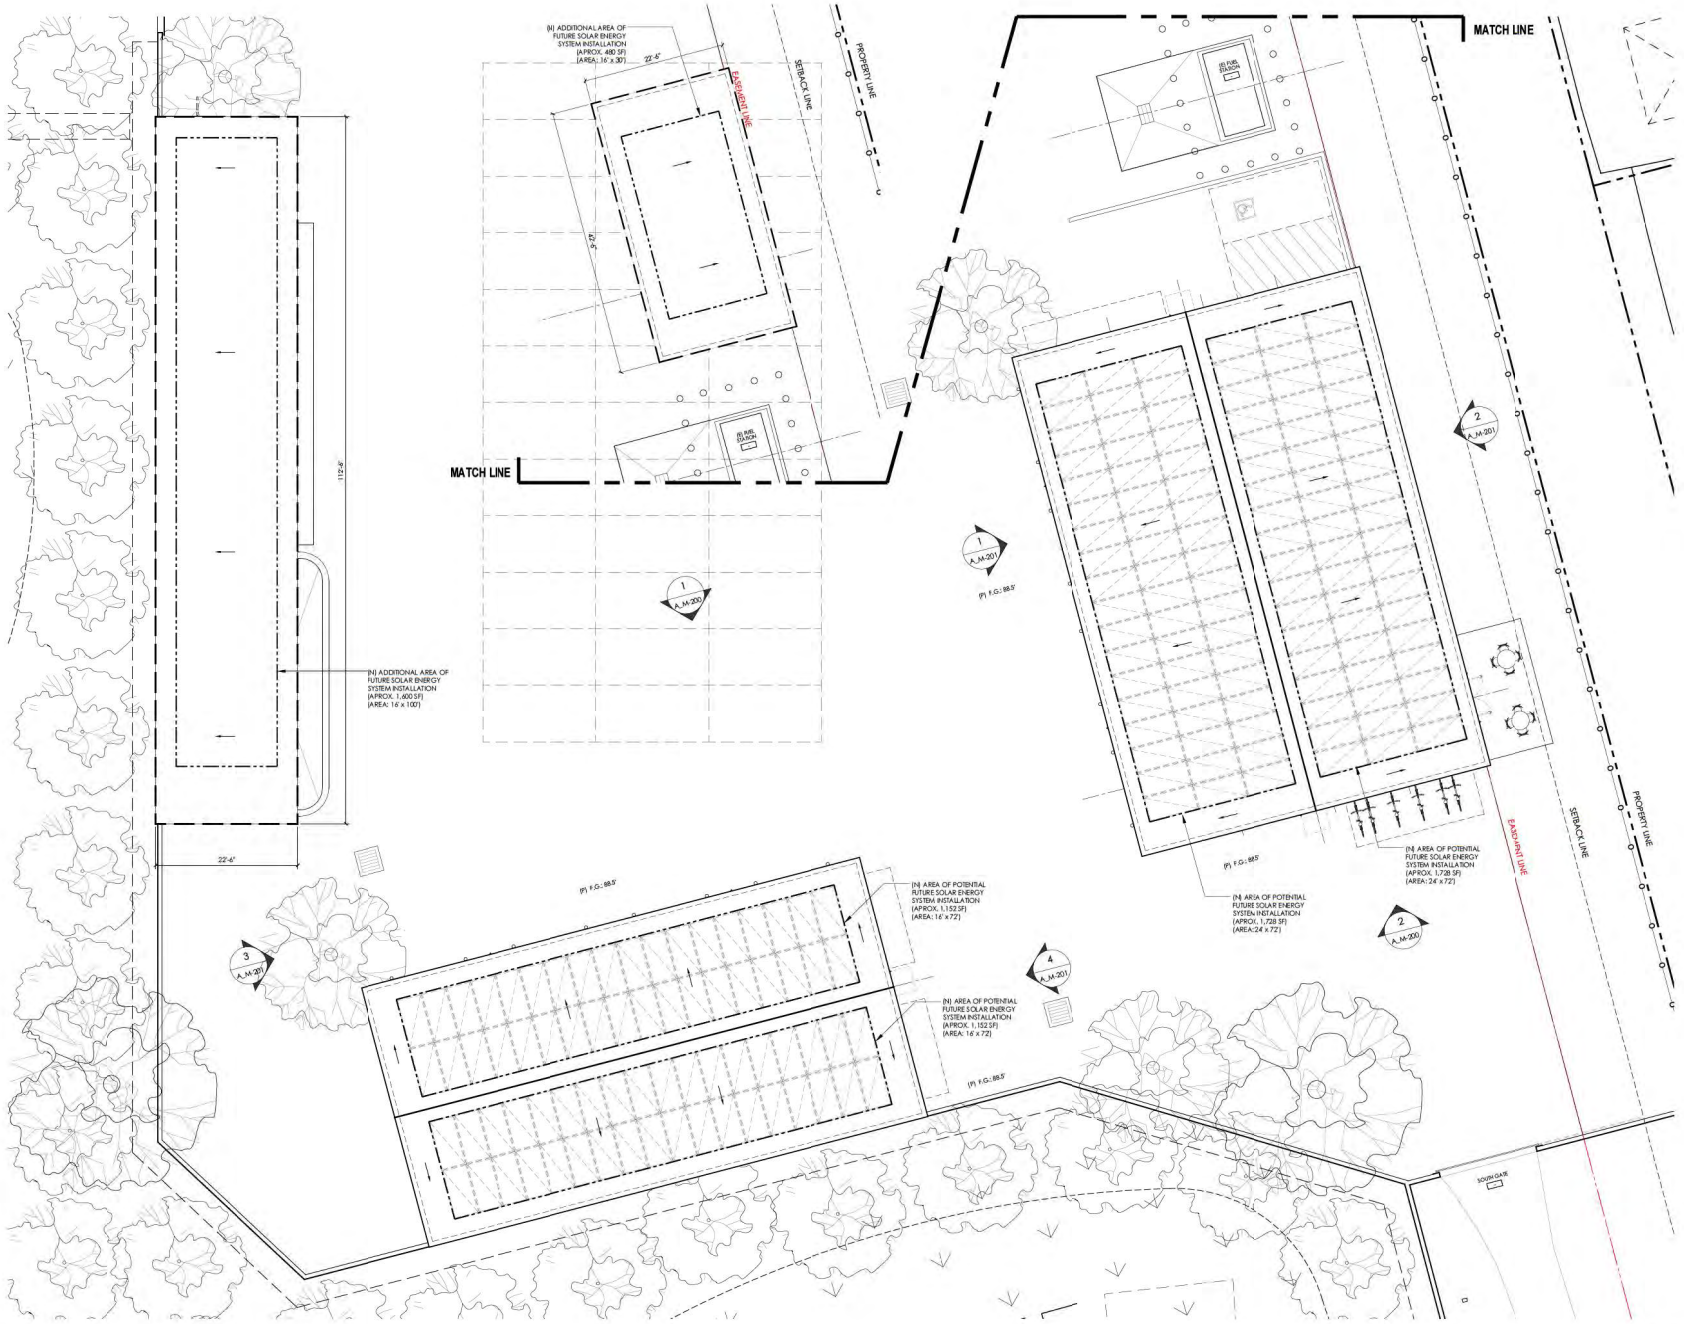 (N) ADDITIONAL AREA OF
FUTURE SOLAR ENERGY
SYSTEM INSTALLATION
(APROX. 480 SF)
(AREA: 16' x 30')
22'-6"
42'-6"
EASEMENT LINE
SETBACK LINE
PROPERTY LINE
MATCH LINE
(E) FUEL
STATION
112'-6"
(E) FUEL
STATION
MATCH LINE
2
A_M-201
1
A_M-201
(P) F.G.: 88.5'
1
A_M-200
(N) ADDITIONAL AREA OF
FUTURE SOLAR ENERGY
SYSTEM INSTALLATION
(APROX. 1,600 SF)
(AREA: 16' x 100')
22'-6"
(P) F.G.: 88.5'
(P) F.G.: 88.5'
(N) AREA OF POTENTIAL
FUTURE SOLAR ENERGY
SYSTEM INSTALLATION
(APROX. 1,728 SF)
(AREA: 24' x 72')
EASEMENT LINE
SETBACK LINE
PROPERTY LINE
(N) AREA OF POTENTIAL
FUTURE SOLAR ENERGY
SYSTEM INSTALLATION
(APROX. 1,152 SF)
(AREA: 16' x 72')
(N) AREA OF POTENTIAL
FUTURE SOLAR ENERGY
SYSTEM INSTALLATION
(APROX. 1,728 SF)
(AREA: 24' x 72')
2
A_M-200
3
A_M-201
4
A_M-201
(N) AREA OF POTENTIAL
FUTURE SOLAR ENERGY
SYSTEM INSTALLATION
(APROX. 1,152 SF)
(AREA: 16' x 72')
(P) F.G.: 88.5'
SOUTH GATE